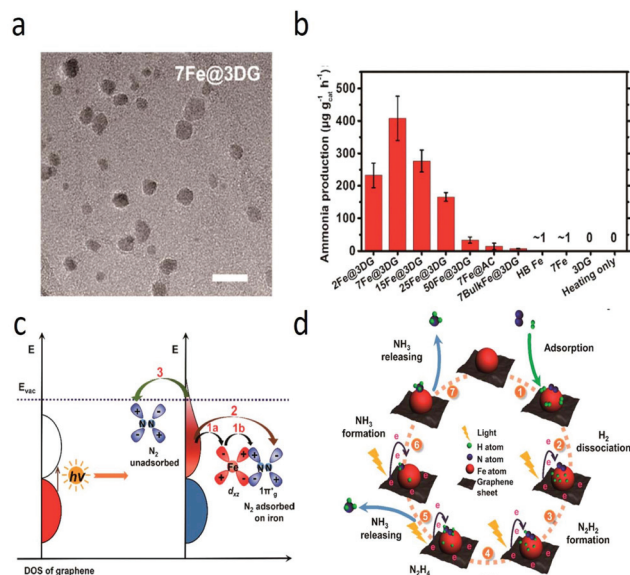 a
7Fe@3DG
b
Ammonia production (µg g⁻¹cat h⁻¹)
500
400
300
200
100
0
~1
~1
0
0
2Fe@3DG
7Fe@3DG
15Fe@3DG
25Fe@3DG
50Fe@3DG
7Fe@AC
7BulkFe@3DG
HB Fe
7Fe
3DG
Heating only
c
E
E
Evac
3
2
1a
1b
N N
N2
unadsorbed
Fe
N N
dxz
1π*g
N2 adsorbed
on iron
hν
DOS of graphene
d
NH3
releasing
Adsorption
7
1
NH3
formation
6
2
H2
dissociation
Light
H atom
N atom
Fe atom
Graphene
sheet
e
e
e
e
e
e
5
3
NH3
releasing
N2H2
formation
4
N2H4